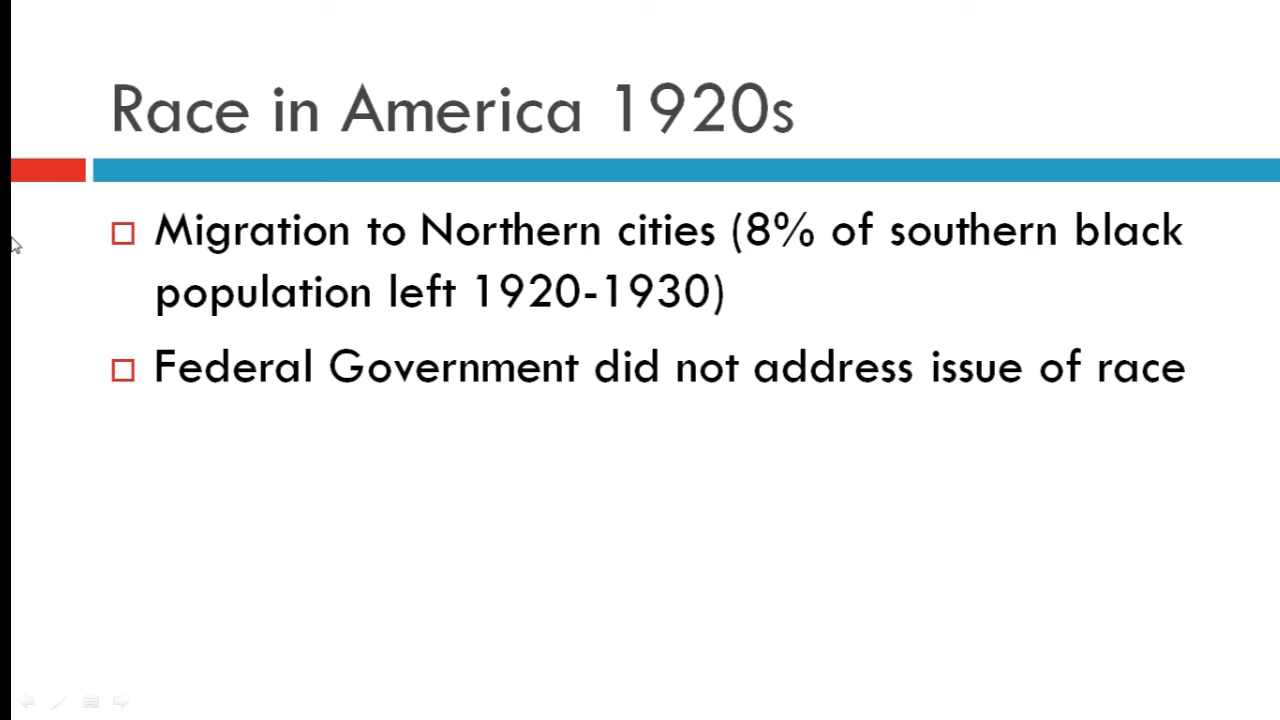 Race in America 1920s
Migration to Northern cities (8% of southern black
population left 1920-1930)
Federal Government did not address issue of race